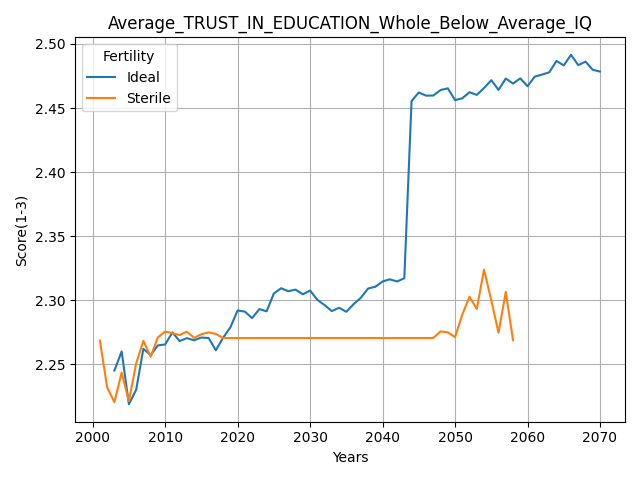 Average_TRUST_IN_EDUCATION_Whole_Below_Average_IQ
Fertility
Ideal
Sterile
2.50
2.45
2.40
2.35
2.30
2.25
Score(1-3)
2000 2010 2020 2030 2040 2050 2060 2070
Years